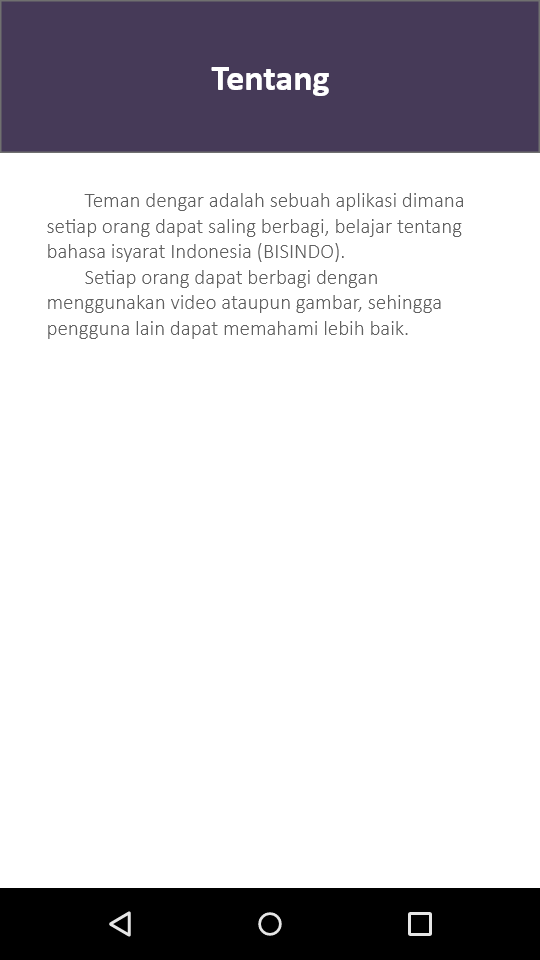 Tentang
Teman dengar adalah sebuah aplikasi dimana
setiap orang dapat saling berbagi, belajar tentang
bahasa isyarat Indonesia (BISINDO).
Setiap orang dapat berbagi dengan
menggunakan video ataupun gambar, sehingga
pengguna lain dapat memahami lebih baik.